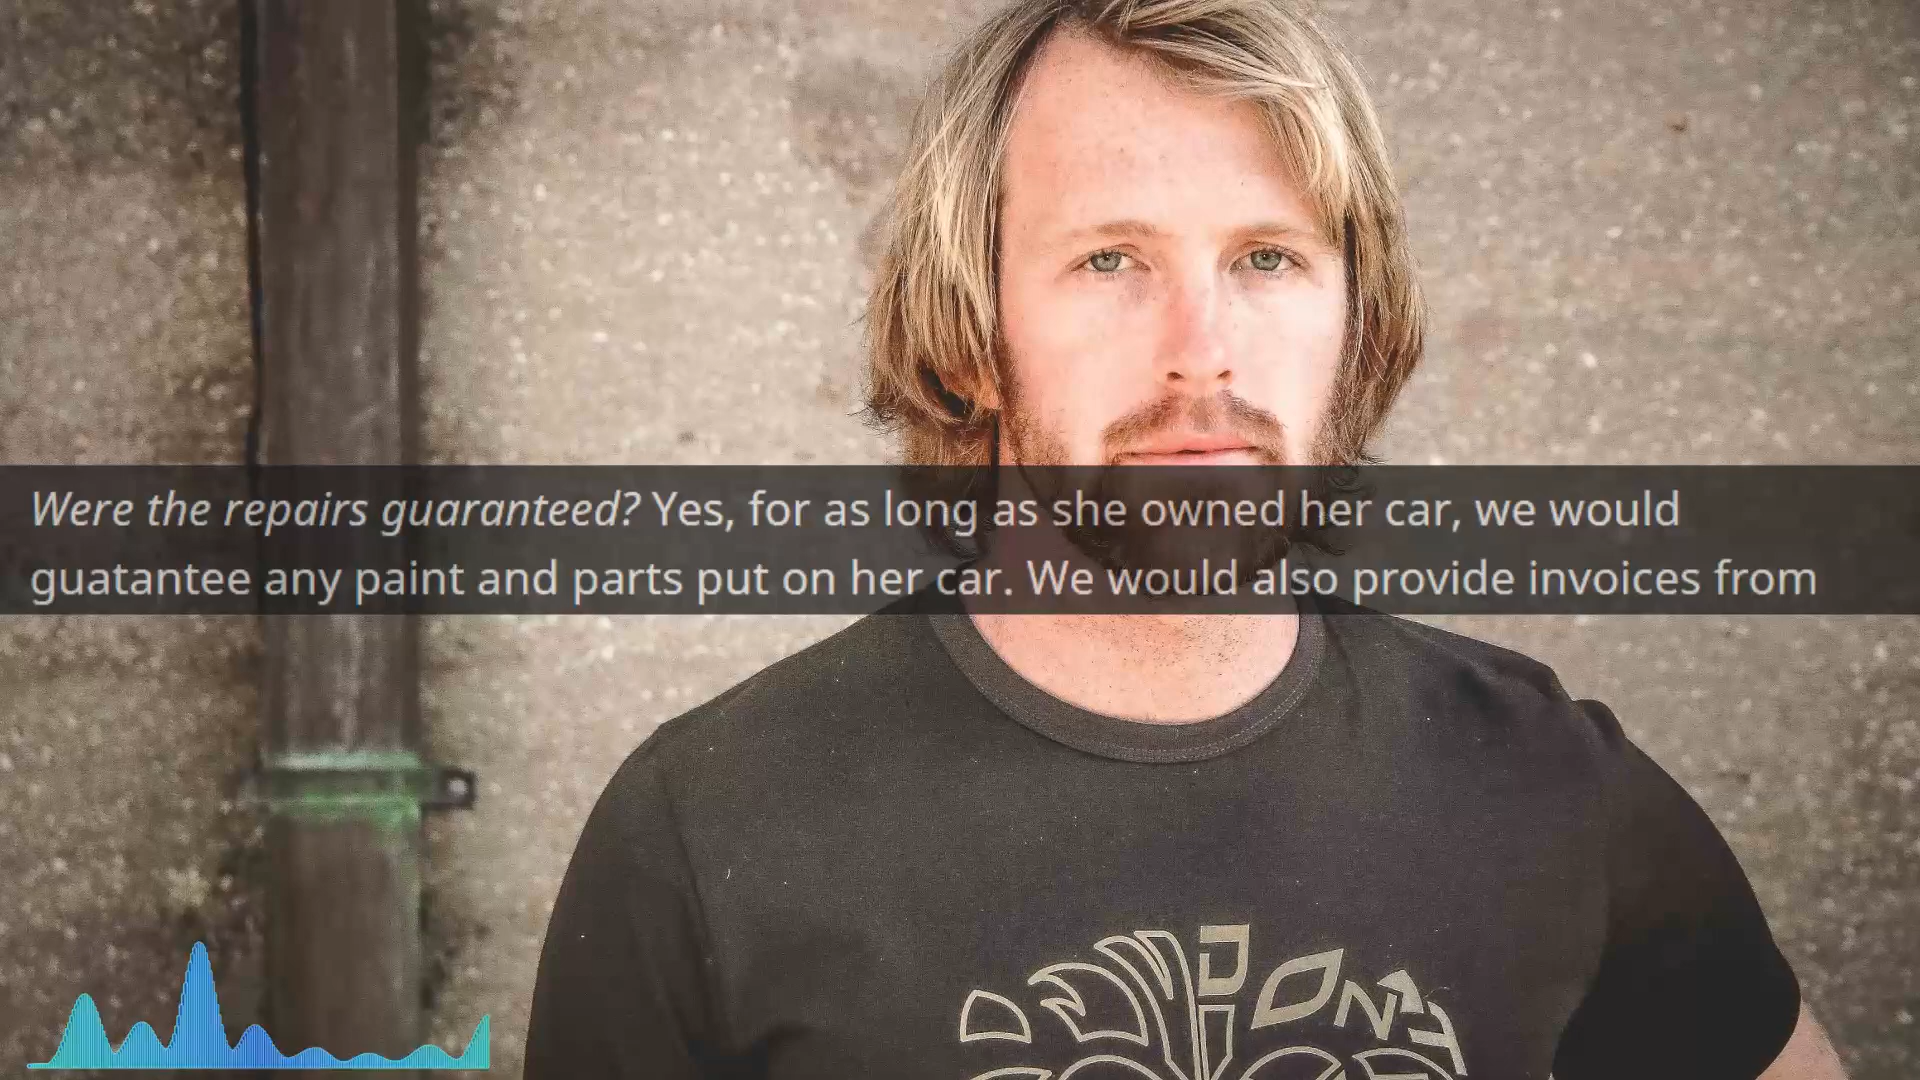 Were the repairs guaranteed? Yes, for as long as she owned her car, we would
guatantee any paint and parts put on her car. We would also provide invoices from
DON'T